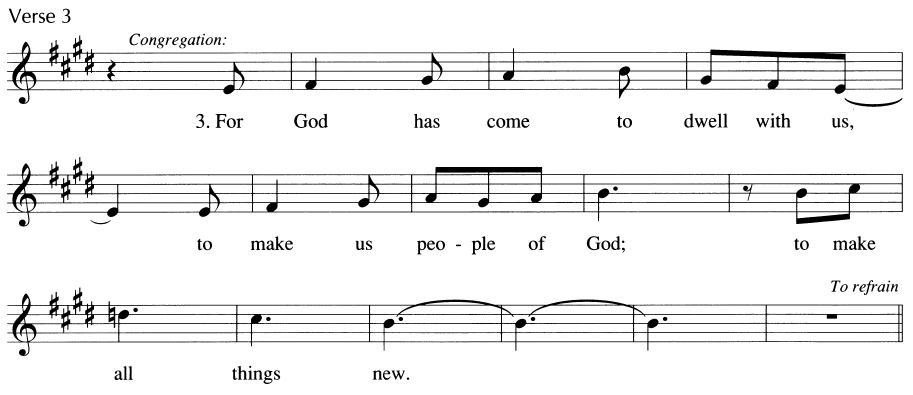 Verse 3
Congregation:
3. For God has come to dwell with us,
to make us peo - ple of God; to make
To refrain
all things new.